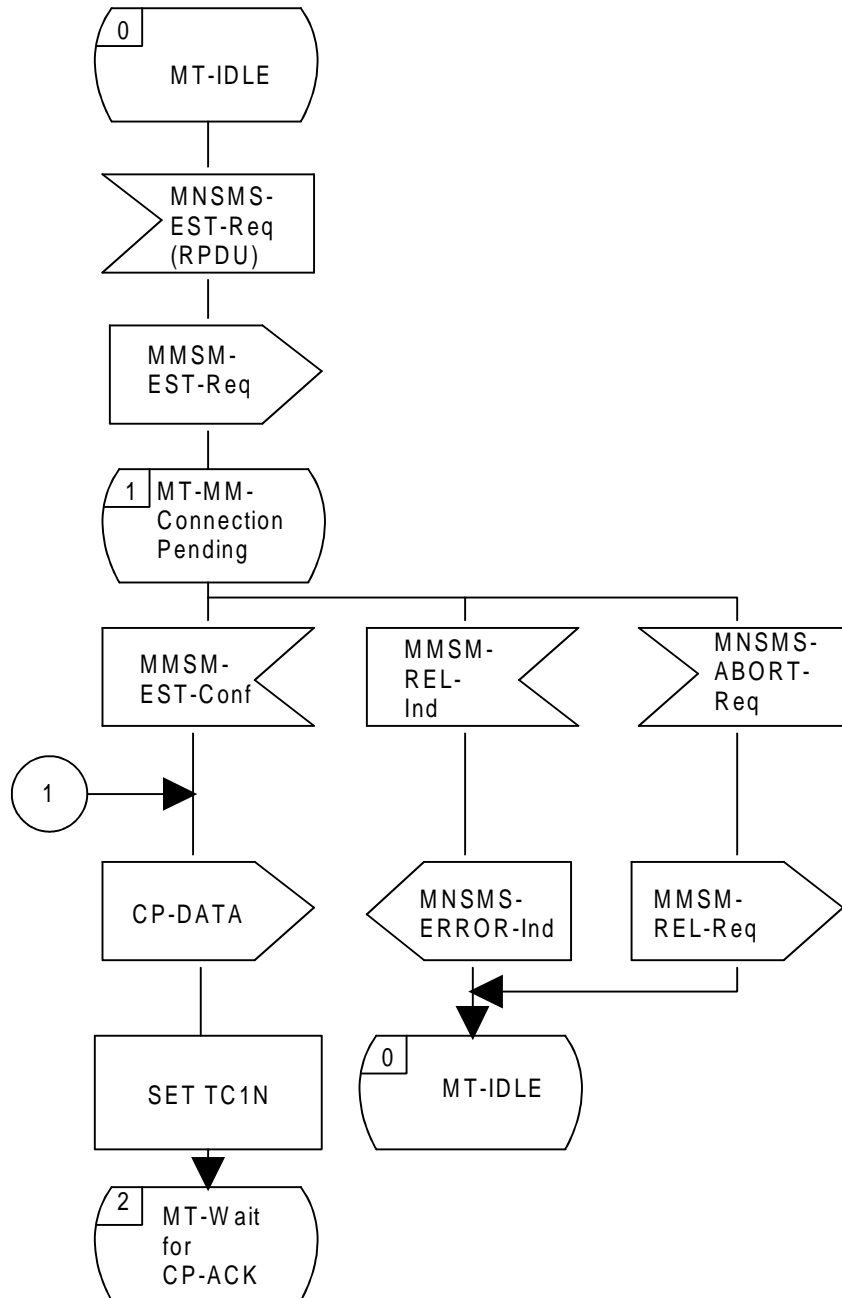 0
MT-IDLE
MNSMS-
EST-Req
(RPDU)
MMSM-
EST-Req
1
MT-MM-
Connection
Pending
MMSM-
EST-Conf
MMSM-
REL-
Ind
MNSMS-
ABORT-
Req
1
CP-DATA
MNSMS-
ERROR-Ind
MMSM-
REL-Req
SET TC1N
0
MT-IDLE
2
MT-Wait
for
CP-ACK